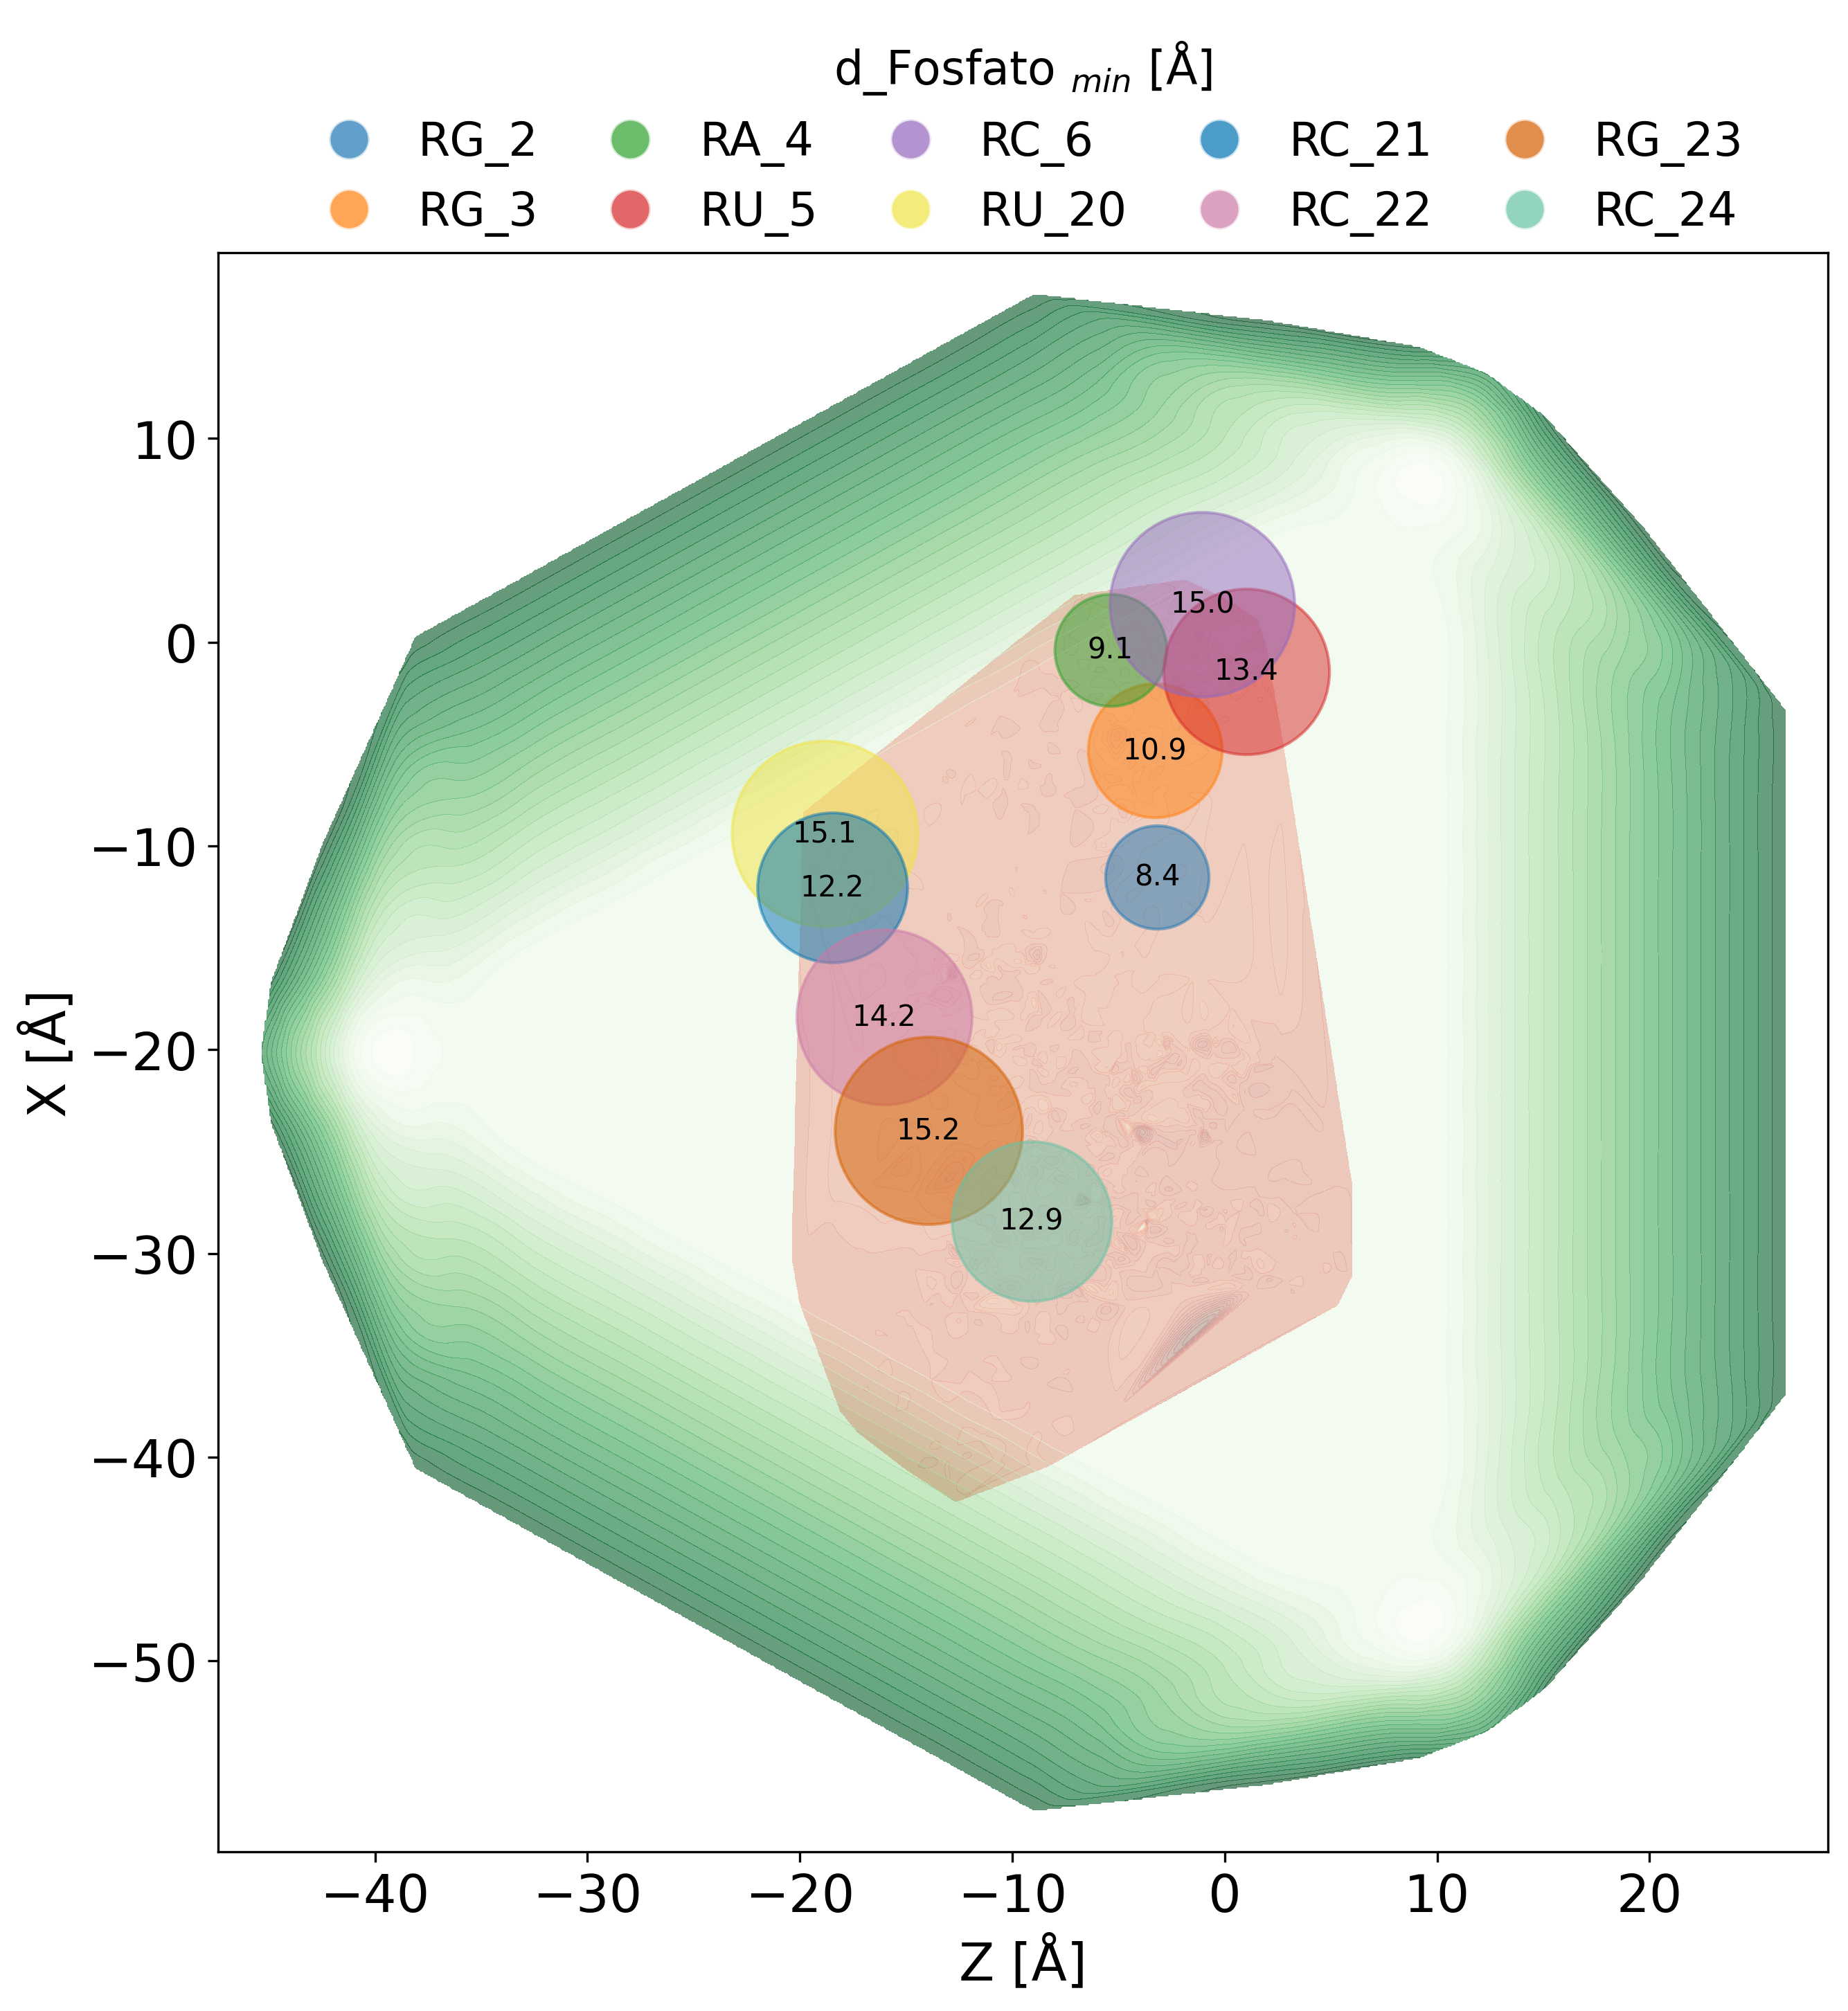 d_Fosfato min [Å]
RG_2 RA_4 RC_6 RC_21 RG_23
RG_3 RU_5 RU_20 RC_22 RC_24
10
0
−10
−20
−30
−40
−50
X [Å]
15.0
9.1
13.4
10.9
15.1
12.2
8.4
14.2
15.2
12.9
−40 −30 −20 −10 0 10 20
Z [Å]